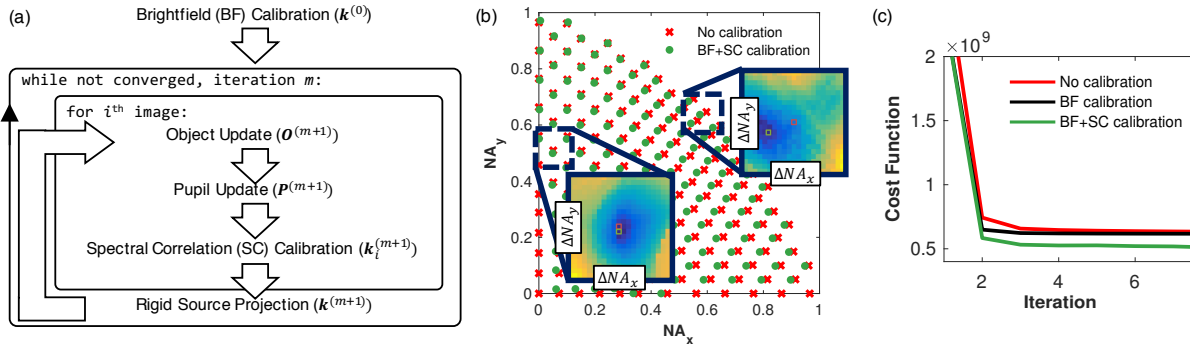 (a)
Brightfield (BF) Calibration (k^(0))
while not converged, iteration m:
for i^th image:
Object Update (O^(m+1))
Pupil Update (P^(m+1))
Spectral Correlation (SC) Calibration (k_i^(m+1))
Rigid Source Projection (k^(m+1))
(b)
No calibration
BF+SC calibration
NA_y
1
0.8
0.6
0.4
0.2
0
0
0.2
0.4
0.6
0.8
1
NA_x
ΔNA_y
ΔNA_x
ΔNA_y
ΔNA_x
(c)
×10^9
2
1.5
1
0.5
Cost Function
No calibration
BF calibration
BF+SC calibration
2
4
6
Iteration